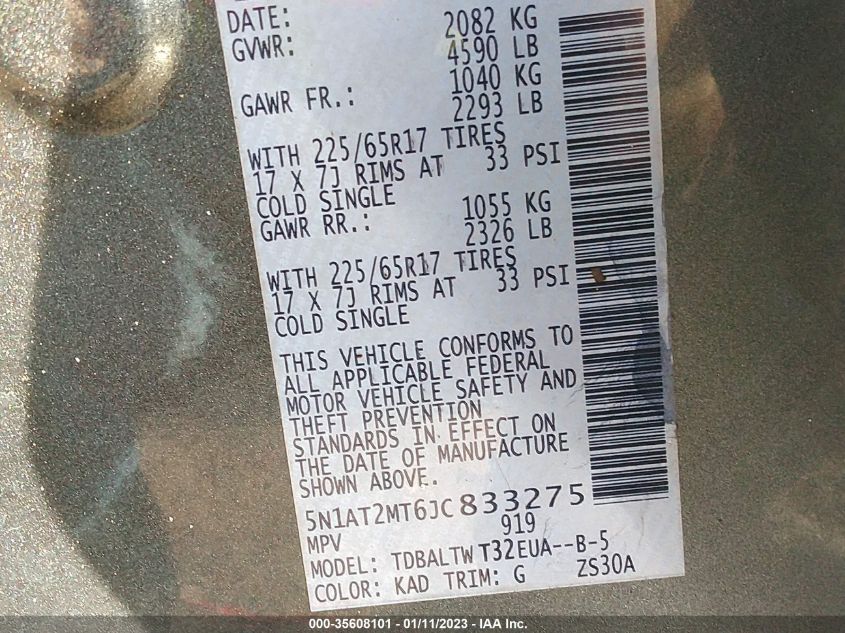 DATE:
2082 KG
GVWR:
4590 LB
1040 KG
GAWR FR.:
2293 LB
WITH 225/65R17 TIRES
17 X 7J RIMS AT 33 PSI
COLD SINGLE
1055 KG
GAWR RR.:
2326 LB
WITH 225/65R17 TIRES
17 X 7J RIMS AT 33 PSI
COLD SINGLE
THIS VEHICLE CONFORMS TO
ALL APPLICABLE FEDERAL
MOTOR VEHICLE SAFETY AND
THEFT PREVENTION
STANDARDS IN EFFECT ON
THE DATE OF MANUFACTURE
SHOWN ABOVE.
5N1AT2MT6JC833275
MPV 919
MODEL: TDBALTWT32EUA--B-5
COLOR: KAD TRIM: G ZS30A
000-35608101 - 01/11/2023 - IAA Inc.